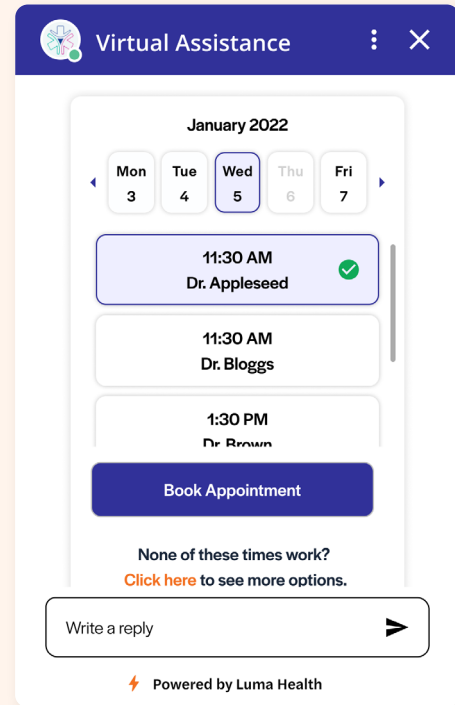 Virtual Assistance
January 2022
Mon Tue Wed Thu Fri
3 4 5 6 7
11:30 AM
Dr. Appleseed
11:30 AM
Dr. Bloggs
1:30 PM
Dr. Brown
Book Appointment
None of these times work?
Click here to see more options.
Write a reply
Powered by Luma Health